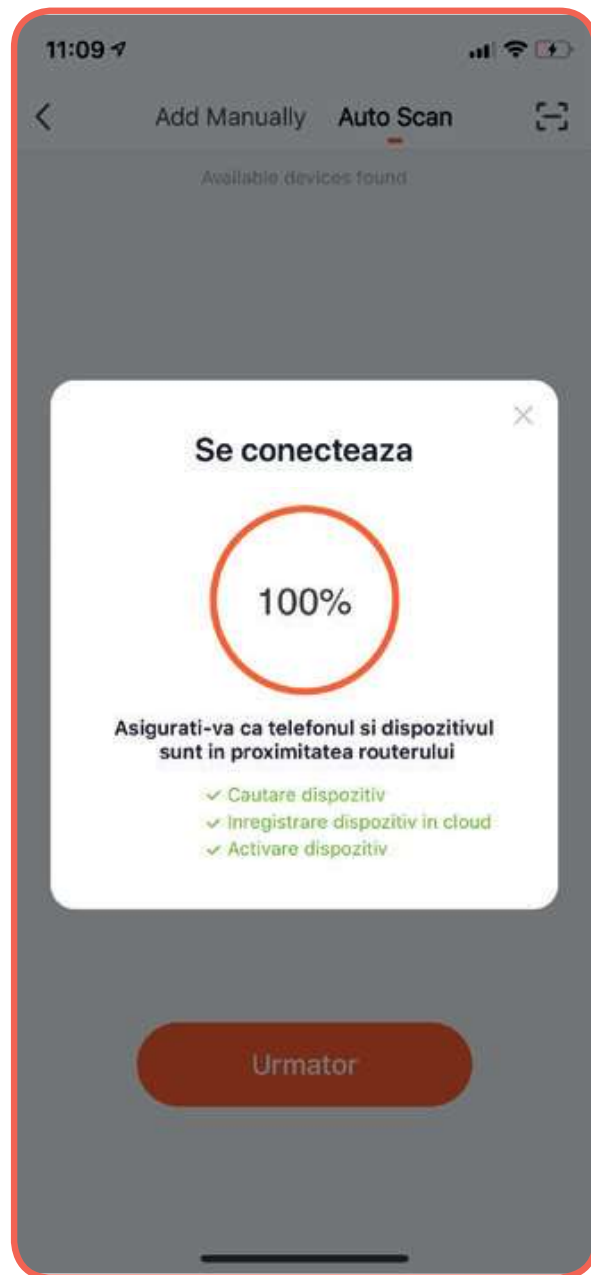 11:09
Add Manually Auto Scan
Available devices found
Se conecteaza
100%
Asigurati-va ca telefonul si dispozitivul
sunt in proximitatea routerului
Cautare dispozitiv
Inregistrare dispozitiv in cloud
Activare dispozitiv
Urmator